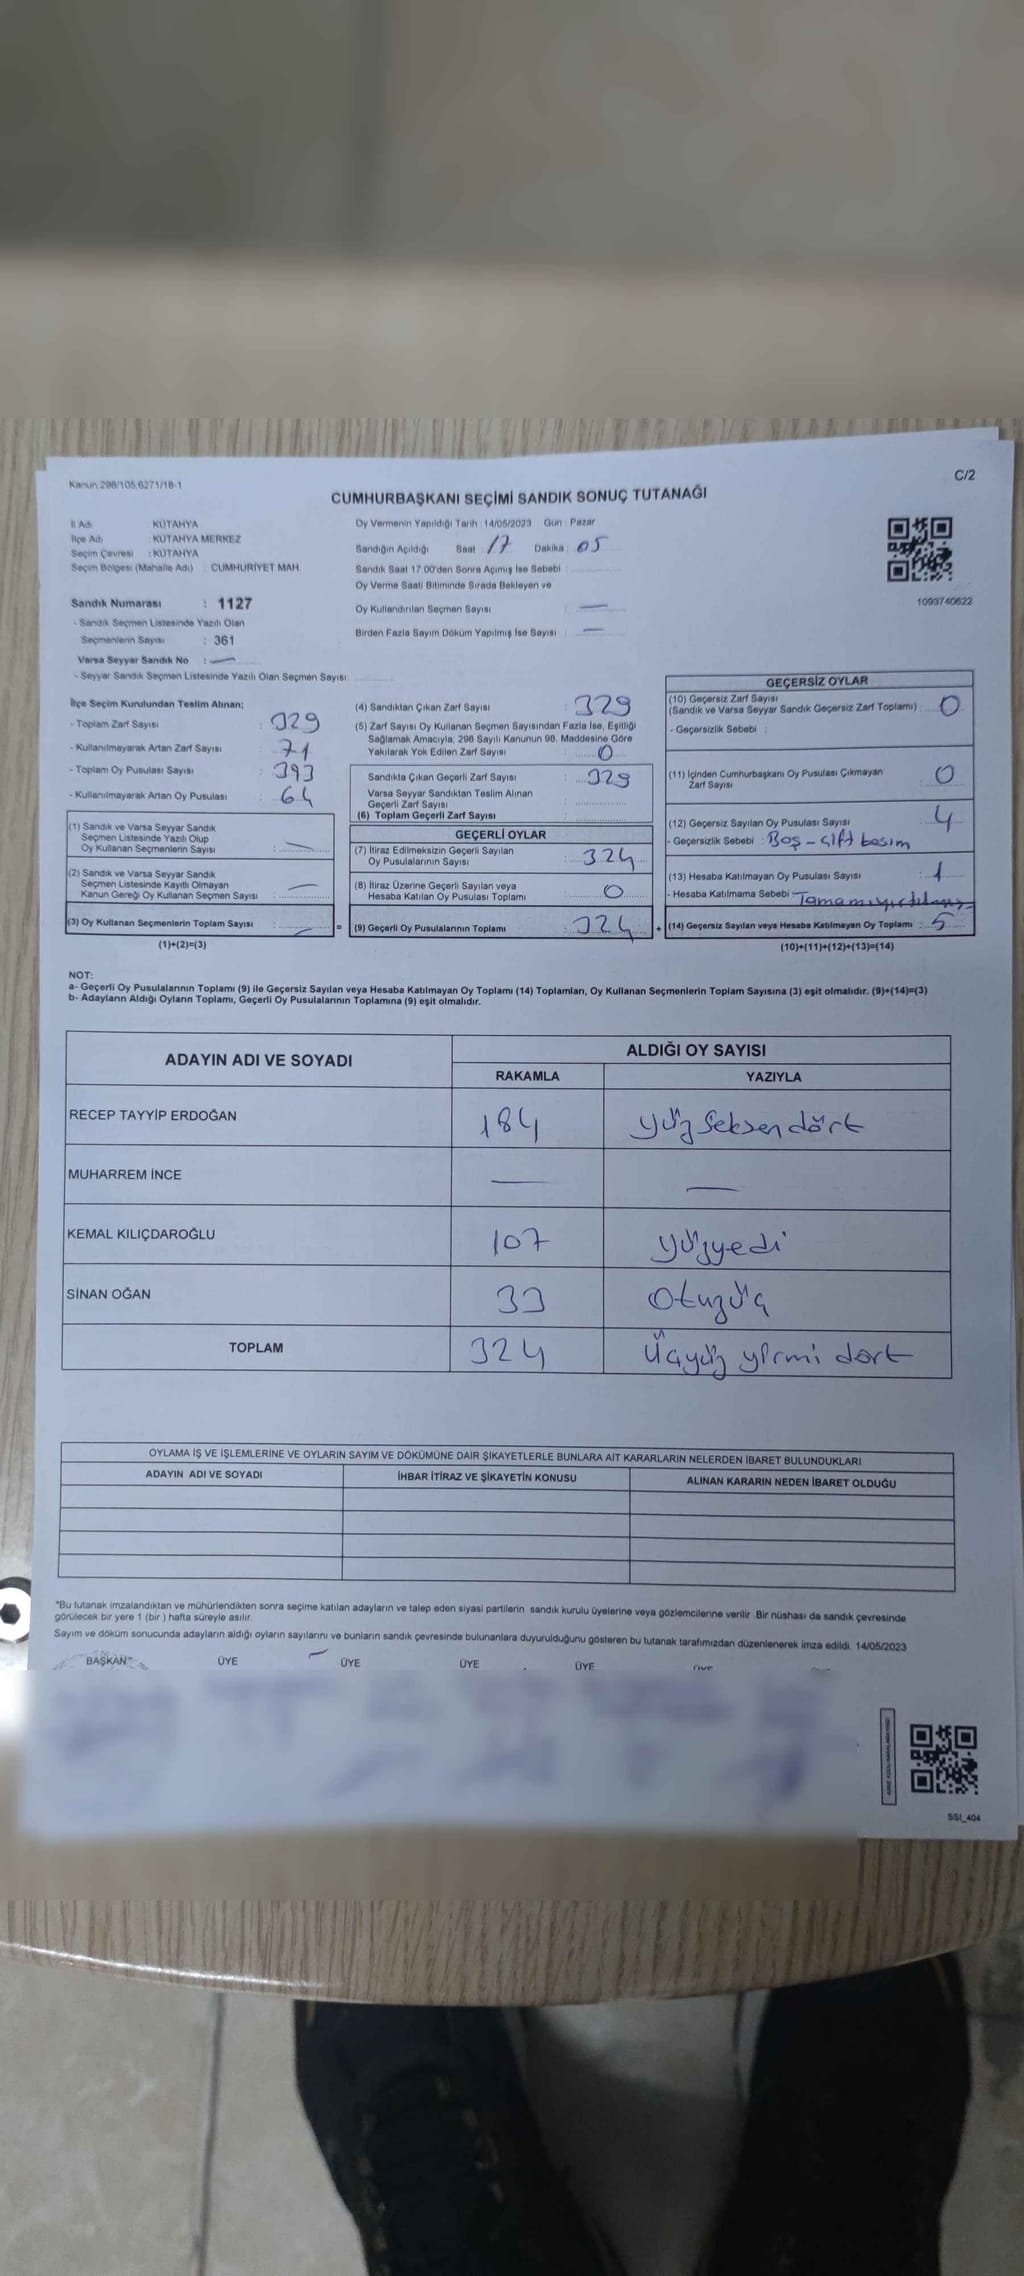 Kanun.298/105,6271/18-1
C/2
CUMHURBAŞKANI SEÇİMİ SANDIK SONUÇ TUTANAĞI
İl Adı KÜTAHYA
İlçe Adı : KÜTAHYA MERKEZ
Seçim Çevresi : KÜTAHYA
Seçim Bölgesi (Mahalle Adı) : CUMHURİYET MAH.
Sandık Numarası : 1127
- Sandık Seçmen Listesinde Yazılı Olan
Seçmenlerin Sayısı : 361
Varsa Seyyar Sandık No : —
- Seyyar Sandık Seçmen Listesinde Yazılı Olan Seçmen Sayısı
Oy Vermenin Yapıldığı Tarih :14/05/2023 Gün : Pazar
Sandığın Açıldığı Saat : 17 Dakika : 05
Sandık Saat 17:00'den Sonra Açımış İse Sebebi :
Oy Verme Saati Bitiminde Sırada Bekleyen ve
Oy Kullandırılan Seçmen Sayısı : —
Birden Fazla Sayım Döküm Yapılmış İse Sayısı : —
1093740622
İlçe Seçim Kurulundan Teslim Alınan;
- Toplam Zarf Sayısı : 329
- Kullanılmayarak Artan Zarf Sayısı : 71
- Toplam Oy Pusulası Sayısı : 393
- Kullanılmayarak Artan Oy Pusulası : 64
(1) Sandık ve Varsa Seyyar Sandık
Seçmen Listesinde Yazılı Olup
Oy Kullanan Seçmenlerin Sayısı : —
(2) Sandık ve Varsa Seyyar Sandık
Seçmen Listesinde Kayıtlı Olmayan
Kanun Gereği Oy Kullanan Seçmen Sayısı : —
(3) Oy Kullanan Seçmenlerin Toplam Sayısı : —
(1)+(2)=(3)
(4) Sandıktan Çıkan Zarf Sayısı : 329
(5) Zarf Sayısı Oy Kullanan Seçmen Sayısından Fazla İse, Eşitliği
Sağlamak Amacıyla, 298 Sayılı Kanunun 98. Maddesine Göre
Yakılarak Yok Edilen Zarf Sayısı : 0
Sandıkta Çıkan Geçerli Zarf Sayısı : 329
Varsa Seyyar Sandıktan Teslim Alınan
Geçerli Zarf Sayısı :
(6) Toplam Geçerli Zarf Sayısı :
GEÇERLİ OYLAR
(7) İtiraz Edilmeksizin Geçerli Sayılan
Oy Pusulalarının Sayısı : 324
(8) İtiraz Üzerine Geçerli Sayılan veya
Hesaba Katılan Oy Pusulası Toplamı : 0
= (9) Geçerli Oy Pusulalarının Toplamı : 324
GEÇERSİZ OYLAR
(10) Geçersiz Zarf Sayısı
(Sandık ve Varsa Seyyar Sandık Geçersiz Zarf Toplamı) : 0
- Geçersizlik Sebebi :
(11) İçinden Cumhurbaşkanı Oy Pusulası Çıkmayan
Zarf Sayısı : 0
(12) Geçersiz Sayılan Oy Pusulası Sayısı : 4
- Geçersizlik Sebebi : Boş - çift basım
(13) Hesaba Katılmayan Oy Pusulası Sayısı : 1
- Hesaba Katılmama Sebebi Tamamı
+ (14) Geçersiz Sayılan veya Hesaba Katılmayan Oy Toplamı : 5
(10)+(11)+(12)+(13)=(14)
NOT:
a- Geçerli Oy Pusulalarının Toplamı (9) ile Geçersiz Sayılan veya Hesaba Katılmayan Oy Toplamı (14) Toplamları, Oy Kullanan Seçmenlerin Toplam Sayısına (3) eşit olmalıdır. (9)+(14)=(3)
b- Adayların Aldığı Oyların Toplamı, Geçerli Oy Pusulalarının Toplamına (9) eşit olmalıdır.
ADAYIN ADI VE SOYADI
ALDIĞI OY SAYISI
RAKAMLA YAZIYLA
RECEP TAYYİP ERDOĞAN 184 yüz seksen dört
MUHARREM İNCE — —
KEMAL KILIÇDAROĞLU 107 yüzyedi
SİNAN OĞAN 33 otuzüç
TOPLAM 324 üçyüz yirmi dört
OYLAMA İŞ VE İŞLEMLERİNE VE OYLARIN SAYIM VE DÖKÜMÜNE DAİR ŞİKAYETLERLE BUNLARA AİT KARARLARIN NELERDEN İBARET BULUNDUKLARI
ADAYIN ADI VE SOYADI İHBAR İTİRAZ VE ŞİKAYETİN KONUSU ALINAN KARARIN NEDEN İBARET OLDUĞU
*Bu tutanak imzalandıktan ve mühürlendikten sonra seçime katılan adayların ve talep eden siyasi partilerin sandık kurulu üyelerine veya gözlemcilerine verilir. Bir nüshası da sandık çevresinde
görülecek bir yere 1 (bir ) hafta süreyle asılır.
Sayım ve döküm sonucunda adayların aldığı oyların sayılarını ve bunların sandık çevresinde bulunanlara duyurulduğunu gösteren bu tutanak tarafımızdan düzenlenerek imza edildi. 14/05/2023
BAŞKAN ÜYE ÜYE ÜYE ÜYE
SSI_404